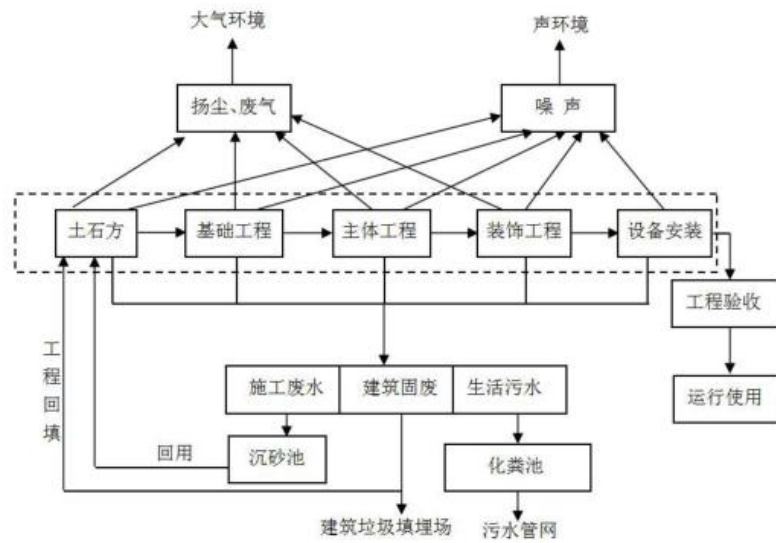 大气环境
声环境
扬尘、废气
噪 声
土石方
基础工程
主体工程
装饰工程
设备安装
工程验收
工程回填
施工废水
建筑固废
生活污水
运行使用
回用
沉砂池
化粪池
建筑垃圾填埋场
污水管网